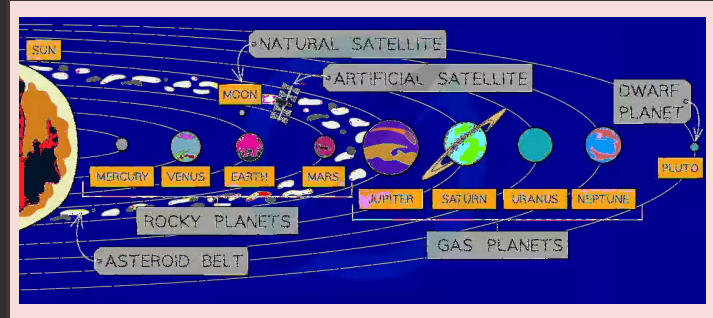 SUN
NATURAL SATELLITE
ARTIFICIAL SATELLITE
MOON
DWARF
PLANET
PLUTO
MERCURY
VENUS
EARTH
MARS
JUPITER
SATURN
URANUS
NEPTUNE
ROCKY PLANETS
GAS PLANETS
ASTEROID BELT